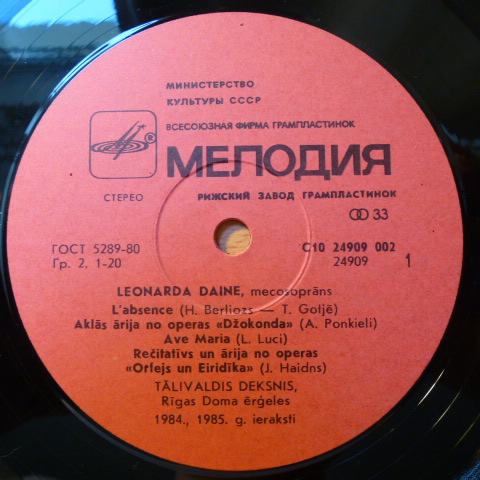 МИНИСТЕРСТВО
КУЛЬТУРЫ СССР
ВСЕСОЮЗНАЯ ФИРМА ГРАМПЛАСТИНОК
®
МЕЛОДИЯ
СТЕРЕО
РИЖСКИЙ ЗАВОД ГРАМПЛАСТИНОК
33
ГОСТ 5289-80
Гр. 2, 1-20
С10 24909 002
24909
1
LEONARDA DAINE, mecosoprāns
L'absence (H. Berliozs — T. Gotjē)
Aklās ārija no operas «Džokonda» (A. Ponkieli)
Ave Maria (L. Luci)
Rečitatīvs un ārija no operas
«Orfejs un Eiridīka» (J. Haidns)
TĀLIVALDIS DEKSNIS,
Rīgas Doma ērģeles
1984., 1985. g. ieraksti